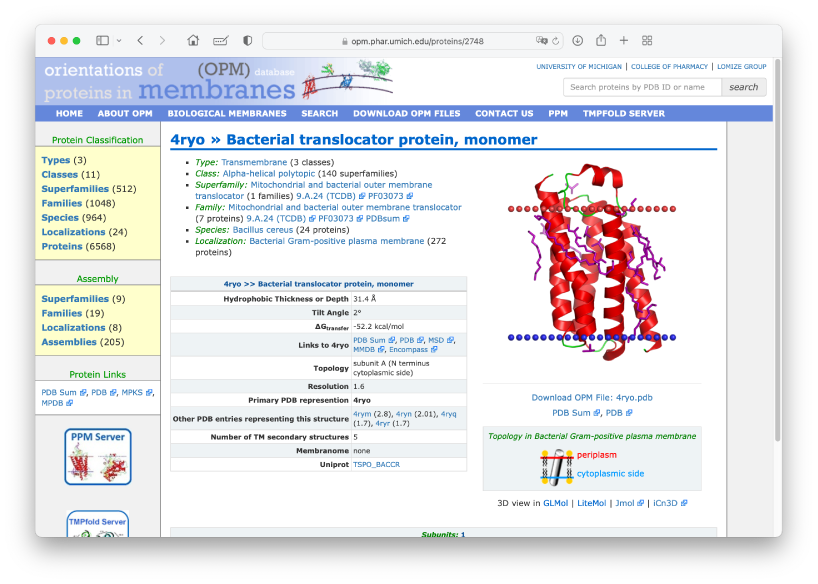 opm.phar.umich.edu/proteins/2748
orientations of (OPM) database
proteins in membranes
UNIVERSITY OF MICHIGAN | COLLEGE OF PHARMACY | LOMIZE GROUP
Search proteins by PDB ID or name search
HOME ABOUT OPM BIOLOGICAL MEMBRANES SEARCH DOWNLOAD OPM FILES CONTACT US PPM TMPFOLD SERVER
Protein Classification
Types (3)
Classes (11)
Superfamilies (512)
Families (1048)
Species (964)
Localizations (24)
Proteins (6568)
Assembly
Superfamilies (9)
Families (19)
Localizations (8)
Assemblies (205)
Protein Links
PDB Sum, PDB, MPKS,
MPDB
PPM Server
TMPfold Server
4ryo » Bacterial translocator protein, monomer
Type: Transmembrane (3 classes)
Class: Alpha-helical polytopic (140 superfamilies)
Superfamily: Mitochondrial and bacterial outer membrane
translocator (1 families) 9.A.24 (TCDB) PF03073
Family: Mitochondrial and bacterial outer membrane translocator
(7 proteins) 9.A.24 (TCDB) PF03073 PDBsum
Species: Bacillus cereus (24 proteins)
Localization: Bacterial Gram-positive plasma membrane (272
proteins)
4ryo >> Bacterial translocator protein, monomer
Hydrophobic Thickness or Depth 31.4 Å
Tilt Angle 2°
ΔGtransfer -52.2 kcal/mol
Links to 4ryo PDB Sum, PDB, MSD,
MMDB, Encompass
Topology subunit A (N terminus
cytoplasmic side)
Resolution 1.6
Primary PDB represention 4ryo
Other PDB entries representing this structure 4rym (2.8), 4ryn (2.01), 4ryq
(1.7), 4ryr (1.7)
Number of TM secondary structures 5
Membranome none
Uniprot TSPO_BACCR
Download OPM File: 4ryo.pdb
PDB Sum, PDB
Topology in Bacterial Gram-positive plasma membrane
periplasm
cytoplasmic side
3D view in GLMol | LiteMol | Jmol | iCn3D
Subunits: 1